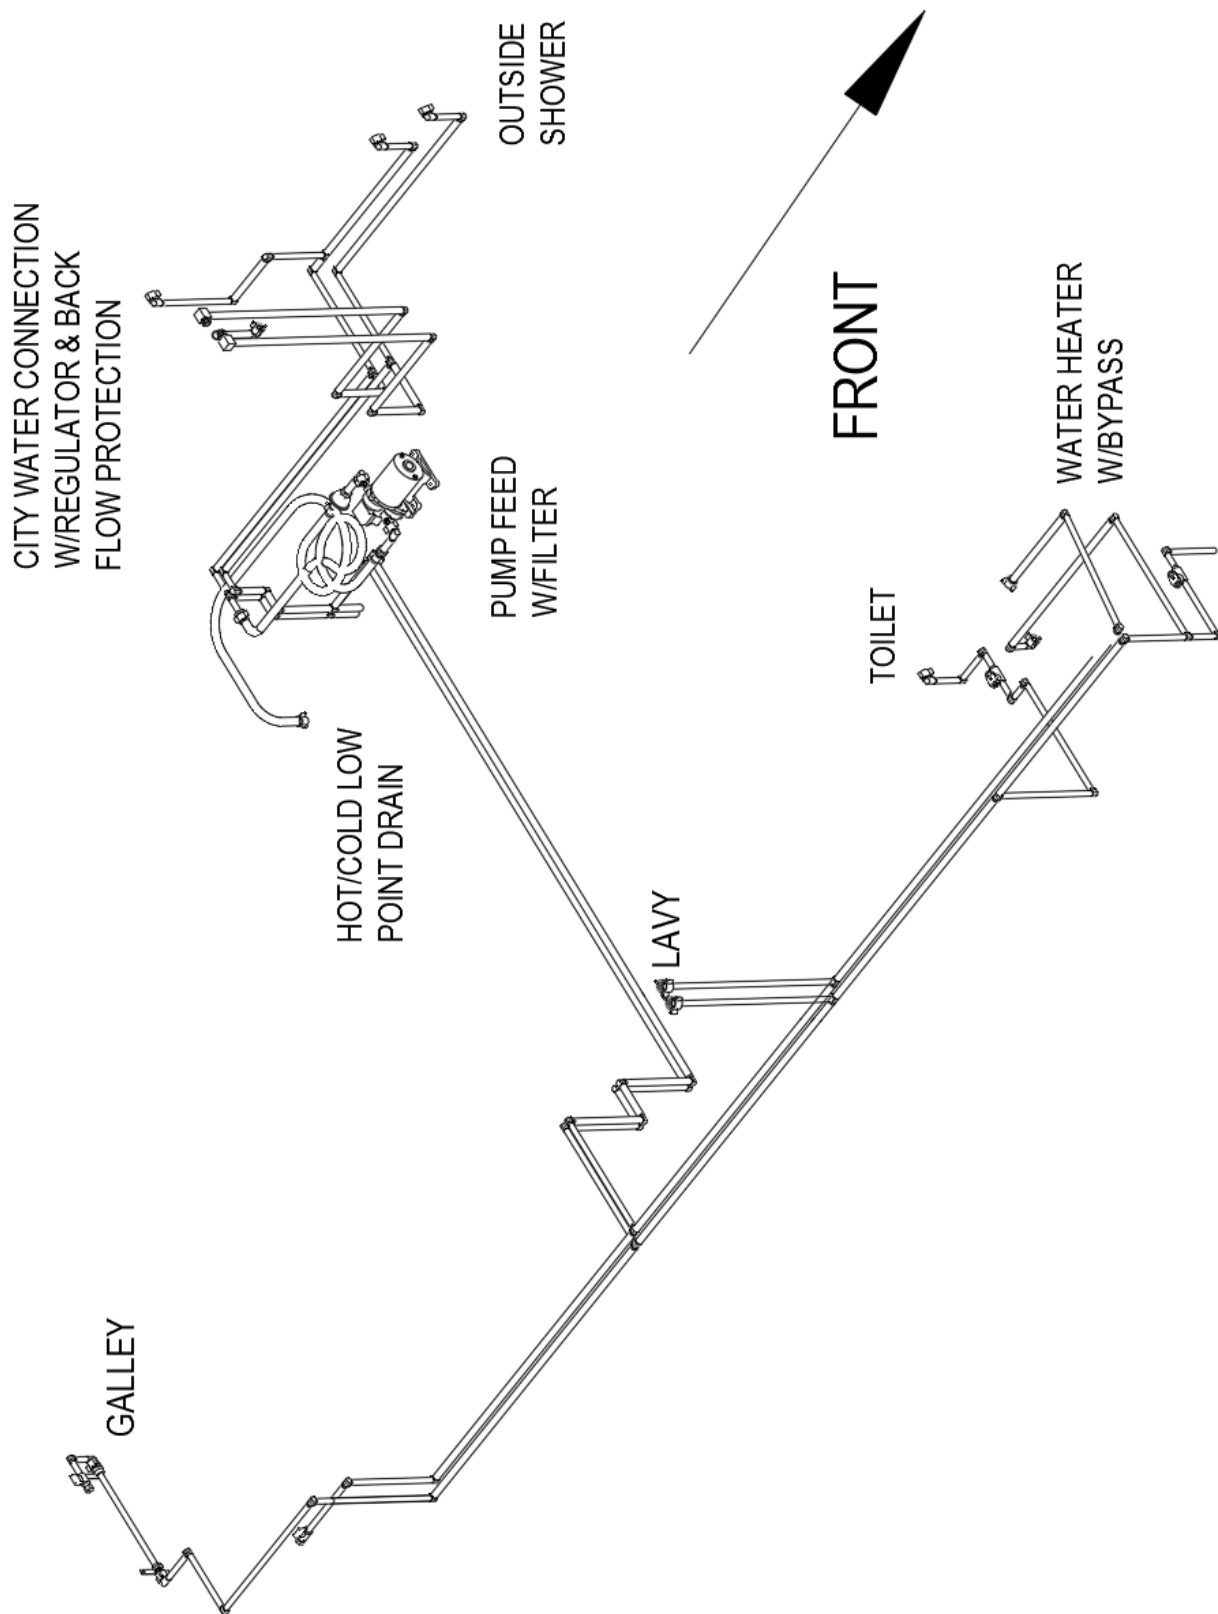 CITY WATER CONNECTION
W/REGULATOR & BACK
FLOW PROTECTION
OUTSIDE
SHOWER
PUMP FEED
W/FILTER
HOT/COLD LOW
POINT DRAIN
FRONT
WATER HEATER
W/BYPASS
TOILET
LAVY
GALLEY